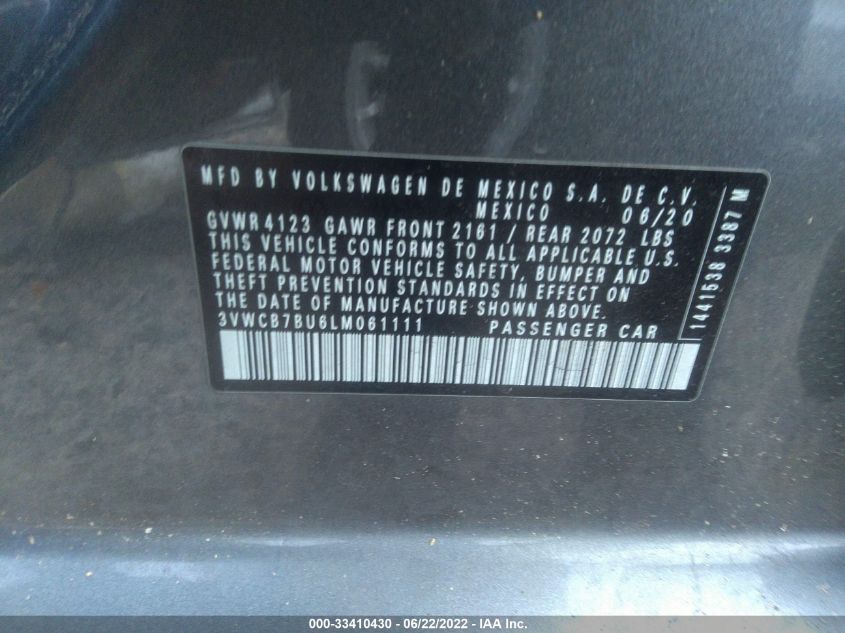 MFD BY VOLKSWAGEN DE MEXICO S.A. DE C.V.
MEXICO 06/20
GVWR 4123 GAWR FRONT 2161 / REAR 2072 LBS
THIS VEHICLE CONFORMS TO ALL APPLICABLE U.S.
FEDERAL MOTOR VEHICLE SAFETY, BUMPER AND
THEFT PREVENTION STANDARDS IN EFFECT ON
THE DATE OF MANUFACTURE SHOWN ABOVE.
3VWCB7BU6LM061111 PASSENGER CAR
1441538 3387 M
000-33410430 - 06/22/2022 - IAA Inc.